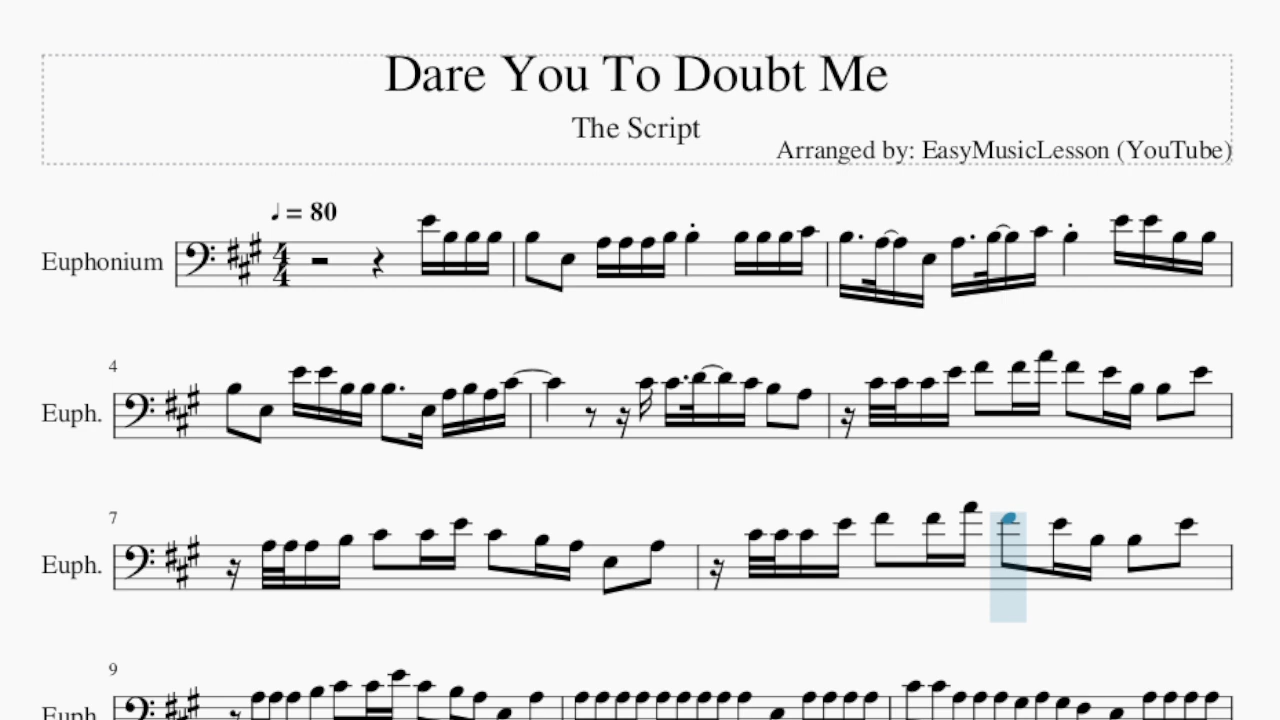 Dare You To Doubt Me
The Script
Arranged by: EasyMusicLesson (YouTube)
♩ = 80
Euphonium
4
Euph.
7
Euph.
9
Euph.